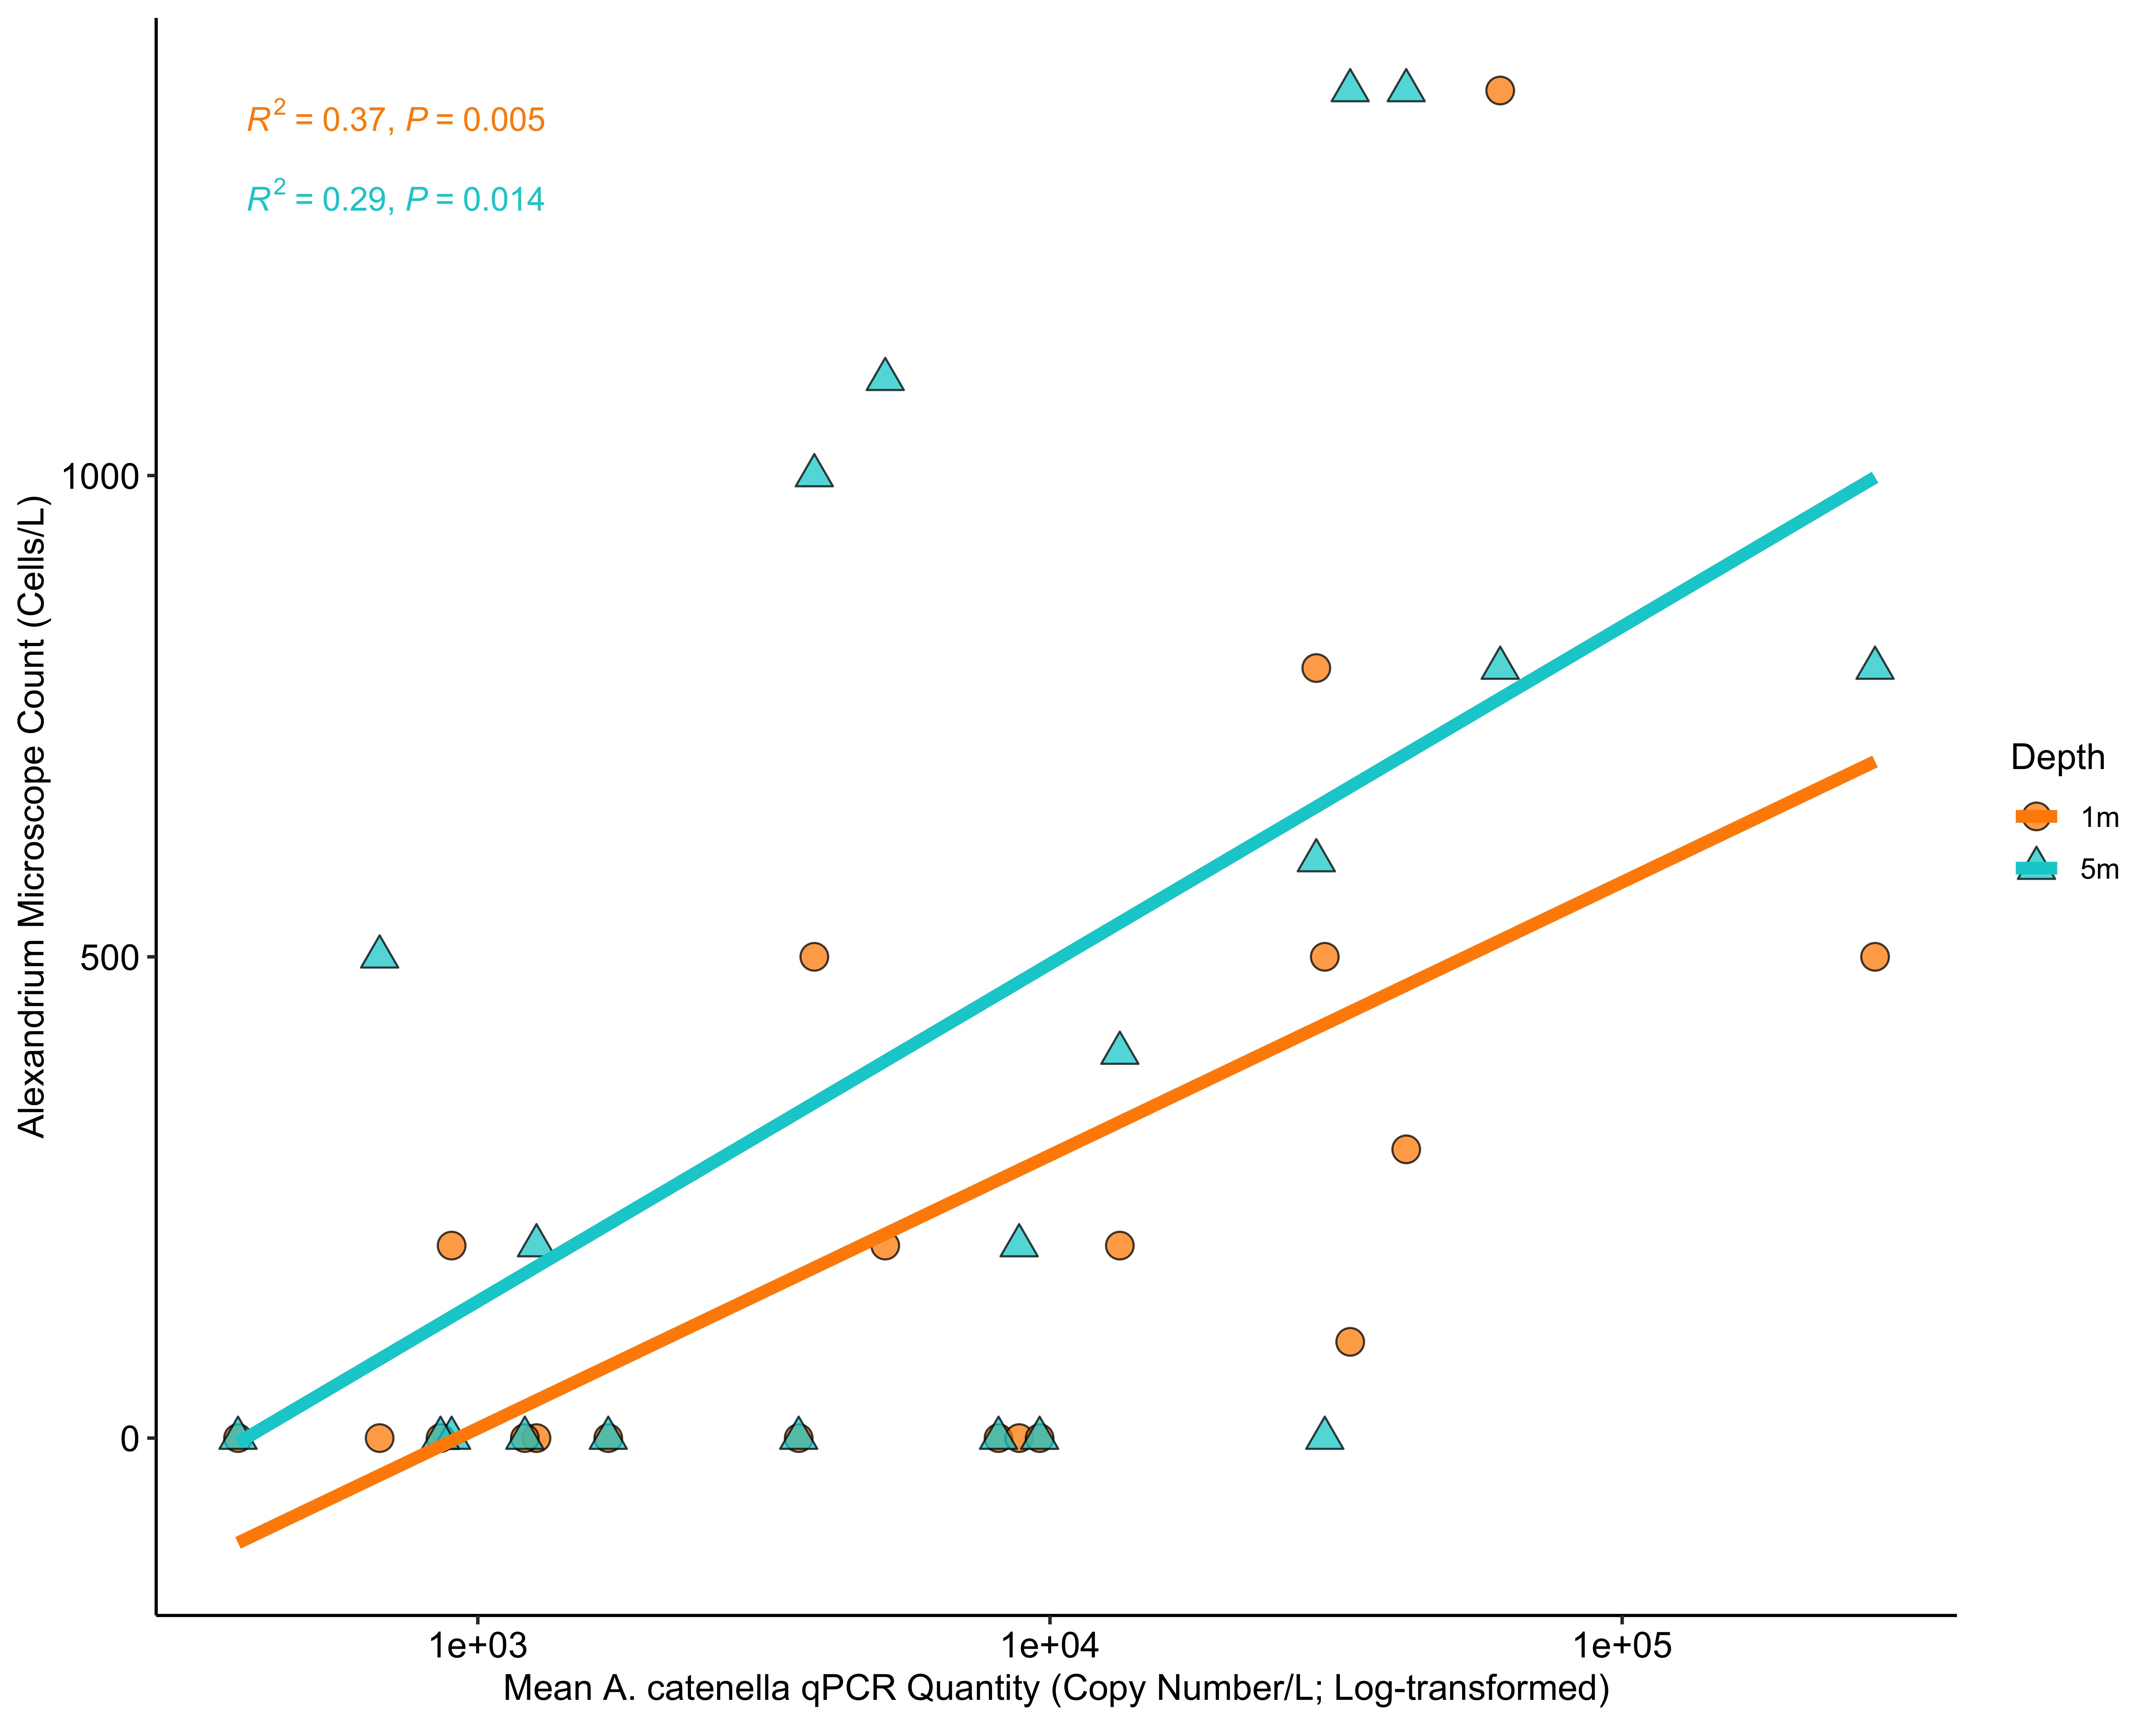 R2 = 0.37, P = 0.005
R2 = 0.29, P = 0.014
Alexandrium Microscope Count (Cells/L)
1000
500
0
1e+03 1e+04 1e+05
Mean A. catenella qPCR Quantity (Copy Number/L; Log-transformed)
Depth
1m
5m